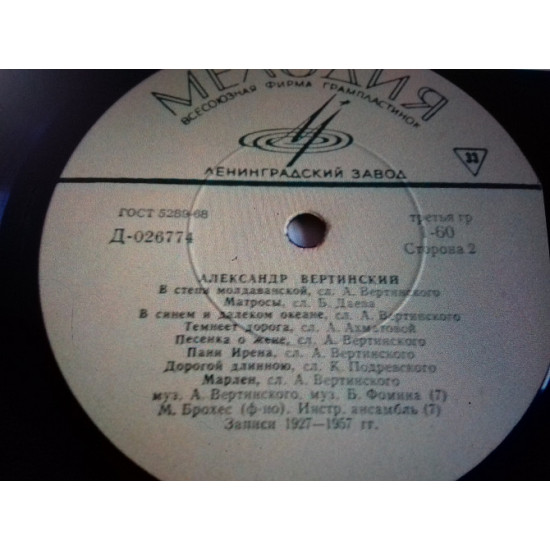 МЕЛОДИЯ
ВСЕСОЮЗНАЯ ФИРМА ГРАМПЛАСТИНОК
33
ЛЕНИНГРАДСКИЙ ЗАВОД
ГОСТ 5289-68
третья гр
Д-026774
1-60
Сторона 2
АЛЕКСАНДР ВЕРТИНСКИЙ
В степи молдаванской, сл. А. Вертинского
Матросы, сл. Б. Даева
В синем и далеком океане, сл. А. Вертинского
Темнеет дорога, сл. А. Ахматовой
Песенка о жене, сл. А. Вертинского
Пани Ирена, сл. А. Вертинского
Дорогой длинною, сл. К. Подревского
Марлен, сл. А. Вертинского
муз. А. Вертинского, муз. Б. Фомина (7)
М. Брохес (ф-но). Инстр. ансамбль (7)
Записи 1927—1957 гг.